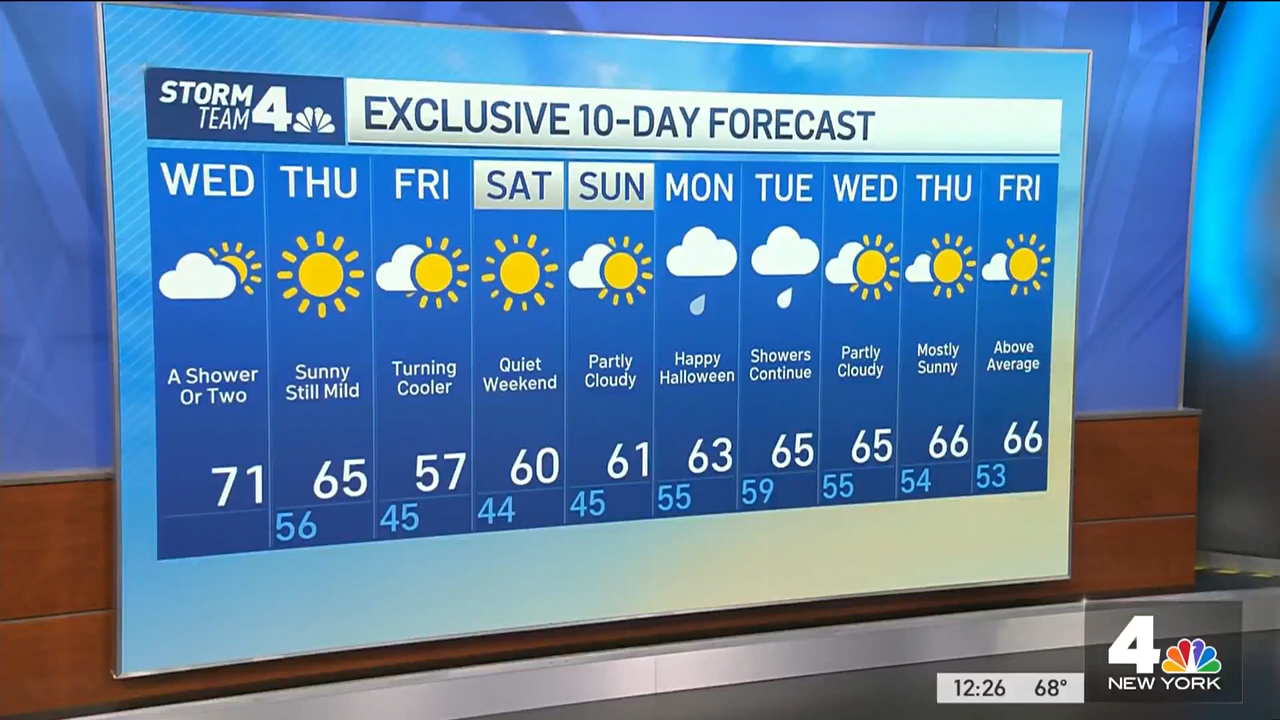 STORM
TEAM 4
EXCLUSIVE 10-DAY FORECAST
WED THU FRI SAT SUN MON TUE WED THU FRI
A Shower
Or Two
Sunny
Still Mild
Turning
Cooler
Quiet
Weekend
Partly
Cloudy
Happy
Halloween
Showers
Continue
Partly
Cloudy
Mostly
Sunny
Above
Average
71 65 57 60 61 63 65 65 66 66
56 45 44 45 55 59 55 54 53
4
NEW YORK
12:26 68°